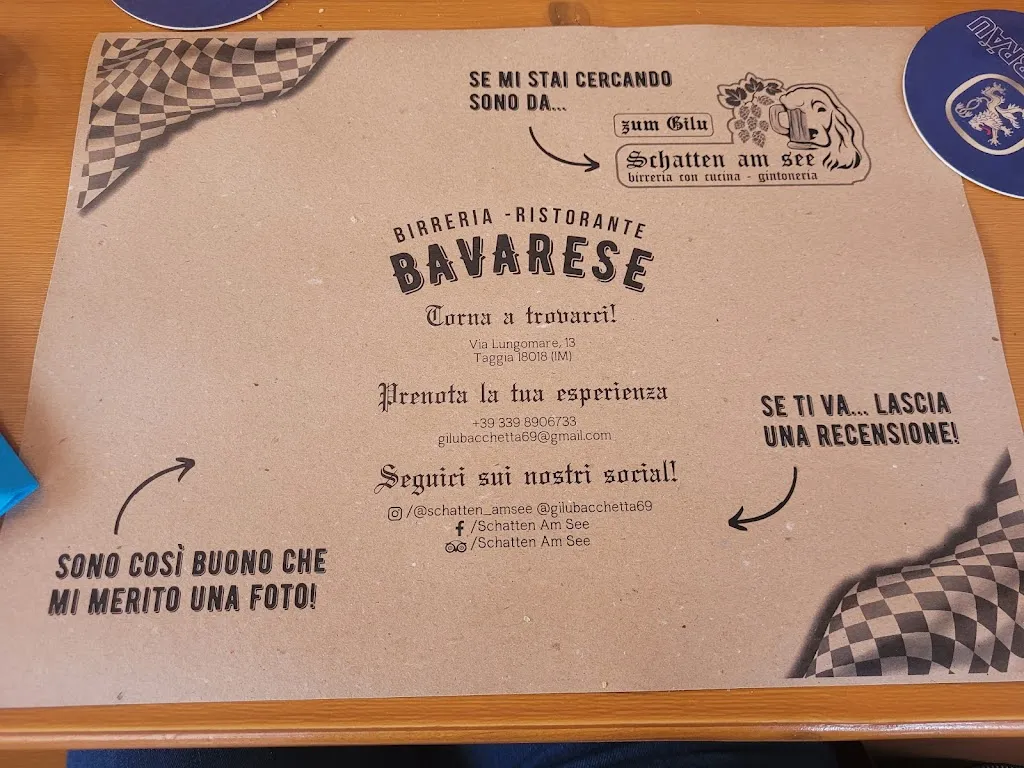 SE MI STAI CERCANDO
SONO DA...
zum Gilu
Schatten am see
birreria con cucina - gintoneria
BIRRERIA -RISTORANTE
BAVARESE
Torna a trovarci!
Via Lungomare, 13
Taggia 18018 (IM)
Prenota la tua esperienza
+39 339 8906733
gilubacchetta69@gmail.com
SE TI VA... LASCIA
UNA RECENSIONE!
Seguici sui nostri social!
/@schatten_amsee @gilubacchetta69
/Schatten Am See
/Schatten Am See
SONO COSÌ BUONO CHE
MI MERITO UNA FOTO!